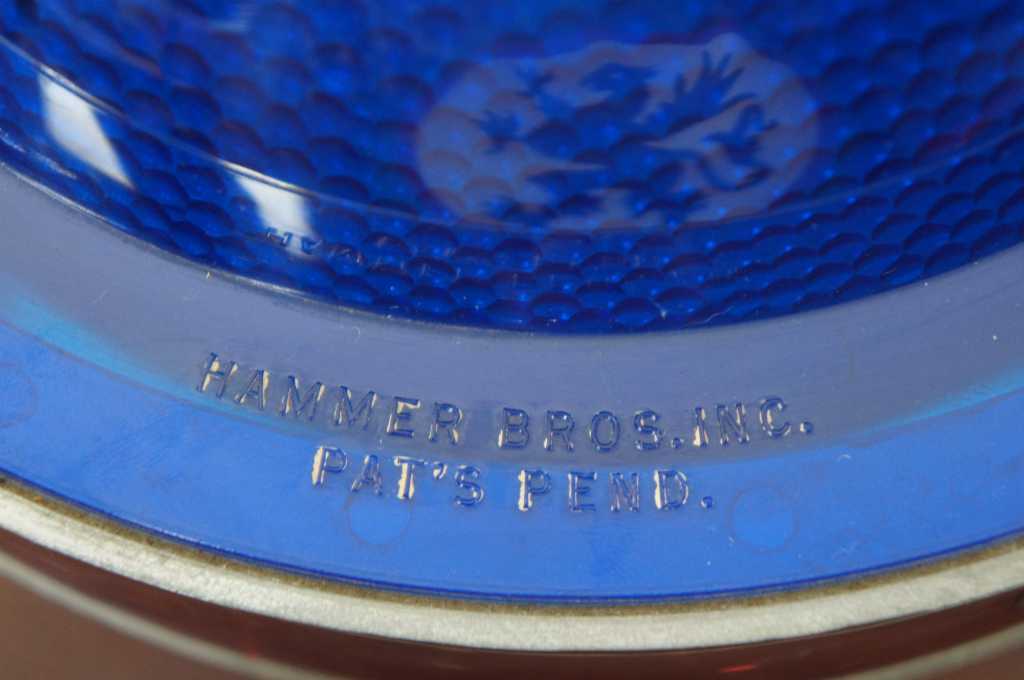 HAMMER BROS. INC.
PAT'S PEND.